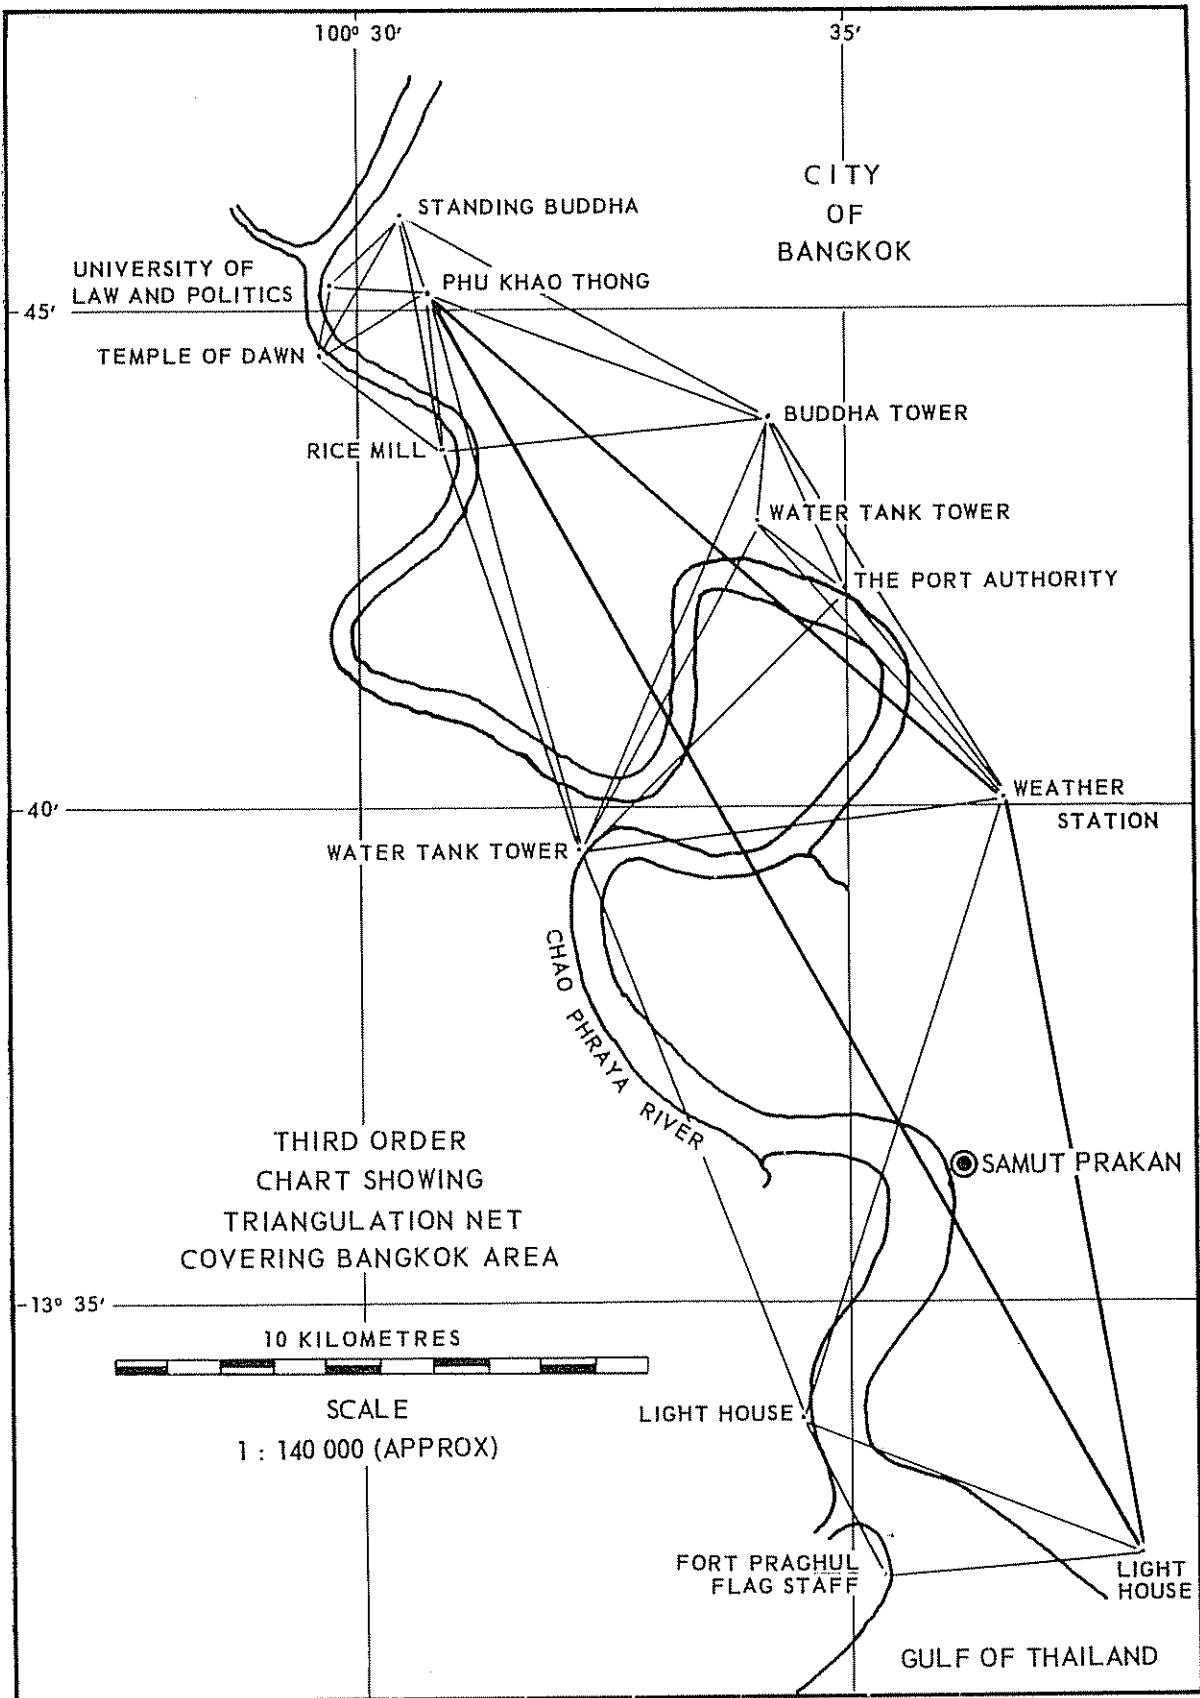 100° 30′
35′
CITY
OF
BANGKOK
STANDING BUDDHA
UNIVERSITY OF
LAW AND POLITICS
PHU KHAO THONG
45′
TEMPLE OF DAWN
BUDDHA TOWER
RICE MILL
WATER TANK TOWER
THE PORT AUTHORITY
40′
WEATHER
STATION
WATER TANK TOWER
CHAO PHRAYA RIVER
THIRD ORDER
CHART SHOWING
TRIANGULATION NET
COVERING BANGKOK AREA
SAMUT PRAKAN
13° 35′
10 KILOMETRES
SCALE
1 : 140 000 (APPROX)
LIGHT HOUSE
FORT PRAGHUL
FLAG STAFF
LIGHT
HOUSE
GULF OF THAILAND